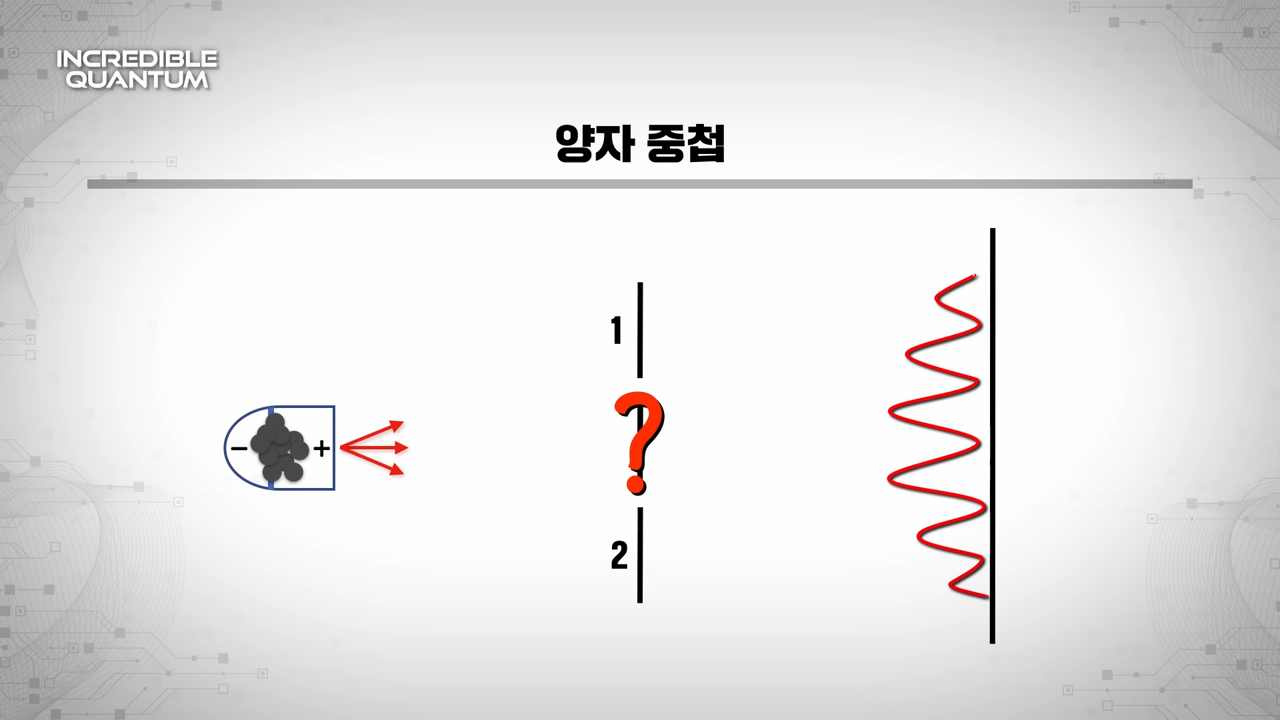 INCREDIBLE
QUANTUM
양자 중첩
1
?
− +
2